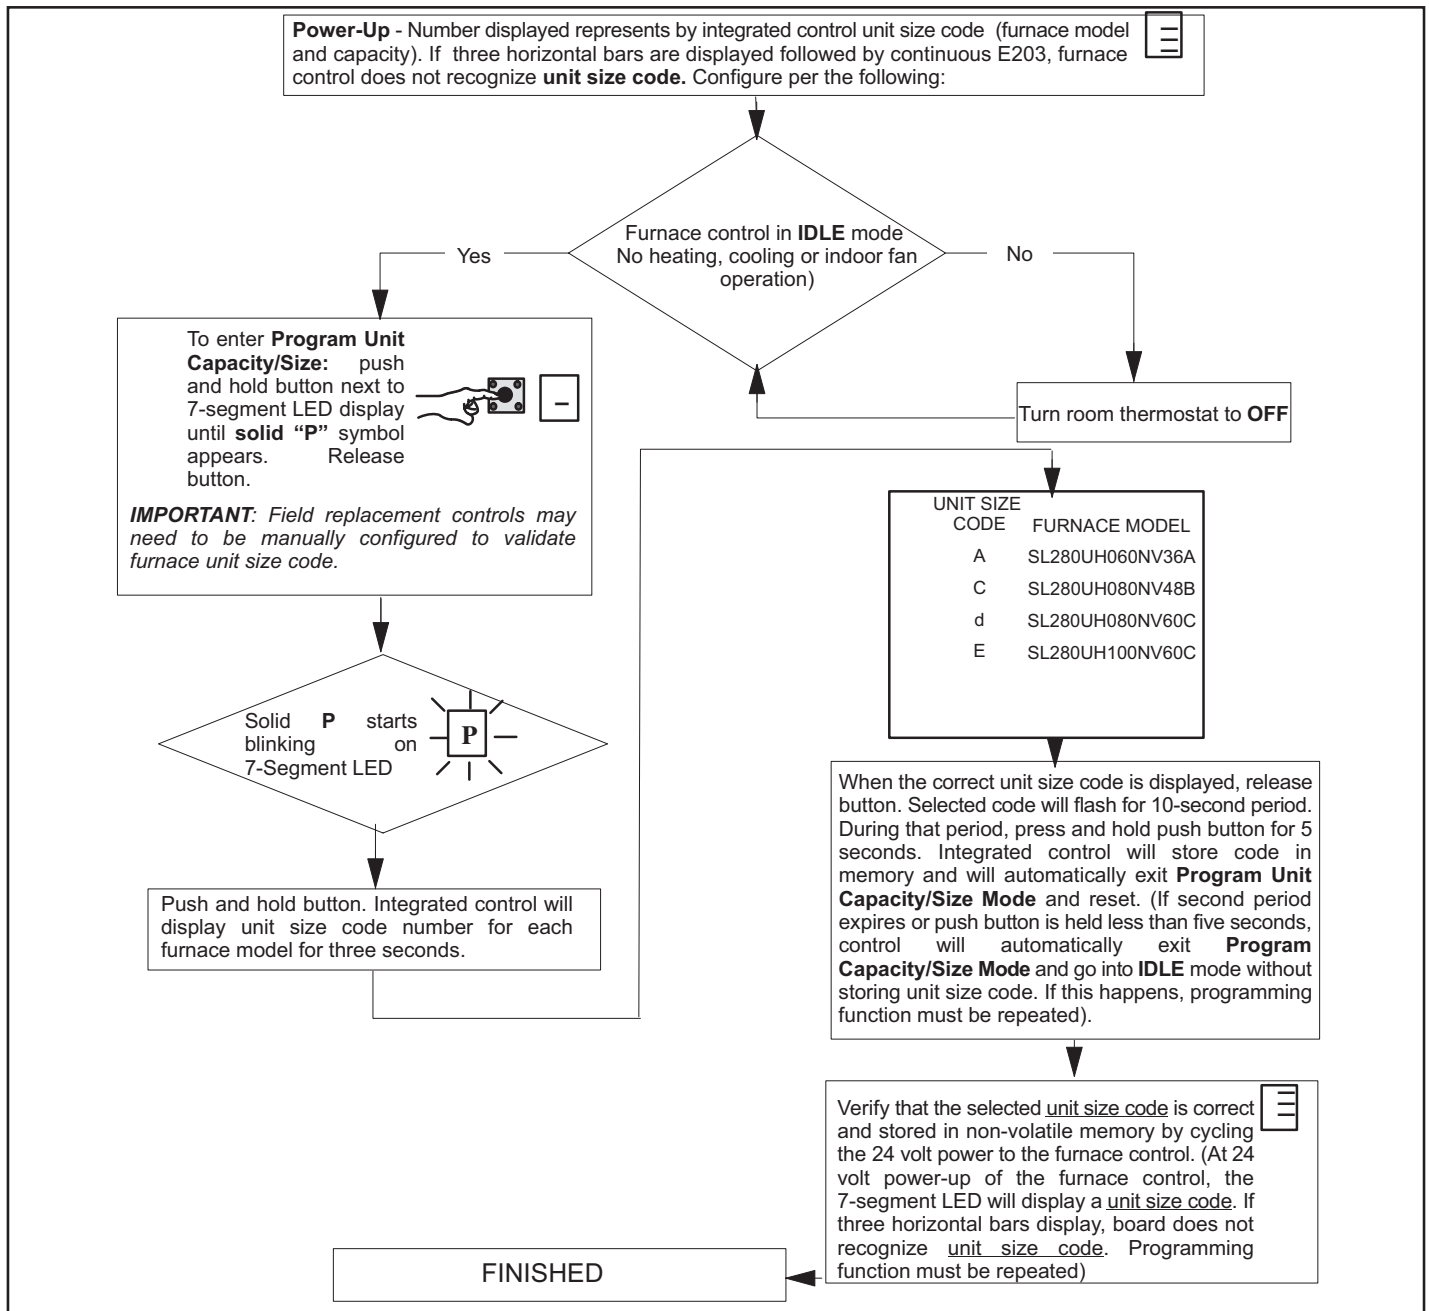 Power-Up - Number displayed represents by integrated control unit size code (furnace model
and capacity). If three horizontal bars are displayed followed by continuous E203, furnace
control does not recognize unit size code. Configure per the following:
Furnace control in IDLE mode
No heating, cooling or indoor fan
operation)
Yes
No
To enter Program Unit
Capacity/Size: push
and hold button next to
7-segment LED display
until solid “P” symbol
appears. Release
button.
IMPORTANT: Field replacement controls may
need to be manually configured to validate
furnace unit size code.
Turn room thermostat to OFF
Solid P starts
blinking on
7-Segment LED
P
Push and hold button. Integrated control will
display unit size code number for each
furnace model for three seconds.
UNIT SIZE
CODE FURNACE MODEL
A SL280UH060NV36A
C SL280UH080NV48B
d SL280UH080NV60C
E SL280UH100NV60C
When the correct unit size code is displayed, release
button. Selected code will flash for 10-second period.
During that period, press and hold push button for 5
seconds. Integrated control will store code in
memory and will automatically exit Program Unit
Capacity/Size Mode and reset. (If second period
expires or push button is held less than five seconds,
control will automatically exit Program
Capacity/Size Mode and go into IDLE mode without
storing unit size code. If this happens, programming
function must be repeated).
Verify that the selected unit size code is correct
and stored in non-volatile memory by cycling
the 24 volt power to the furnace control. (At 24
volt power-up of the furnace control, the
7-segment LED will display a unit size code. If
three horizontal bars display, board does not
recognize unit size code. Programming
function must be repeated)
FINISHED